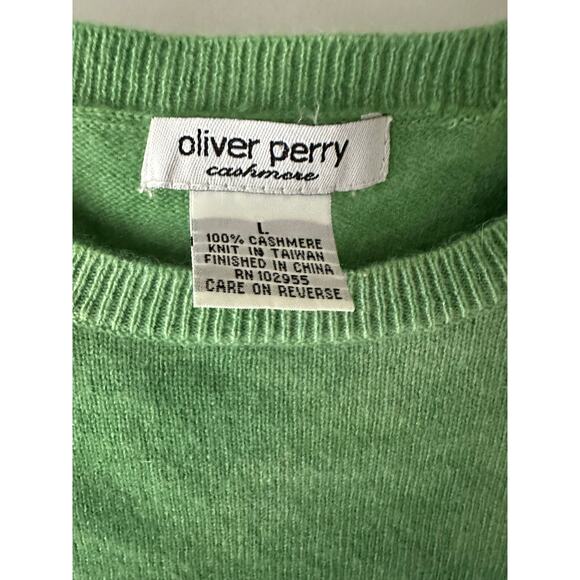 oliver perry
cashmere
L
100% CASHMERE
KNIT IN TAIWAN
FINISHED IN CHINA
RN 102955
CARE ON REVERSE